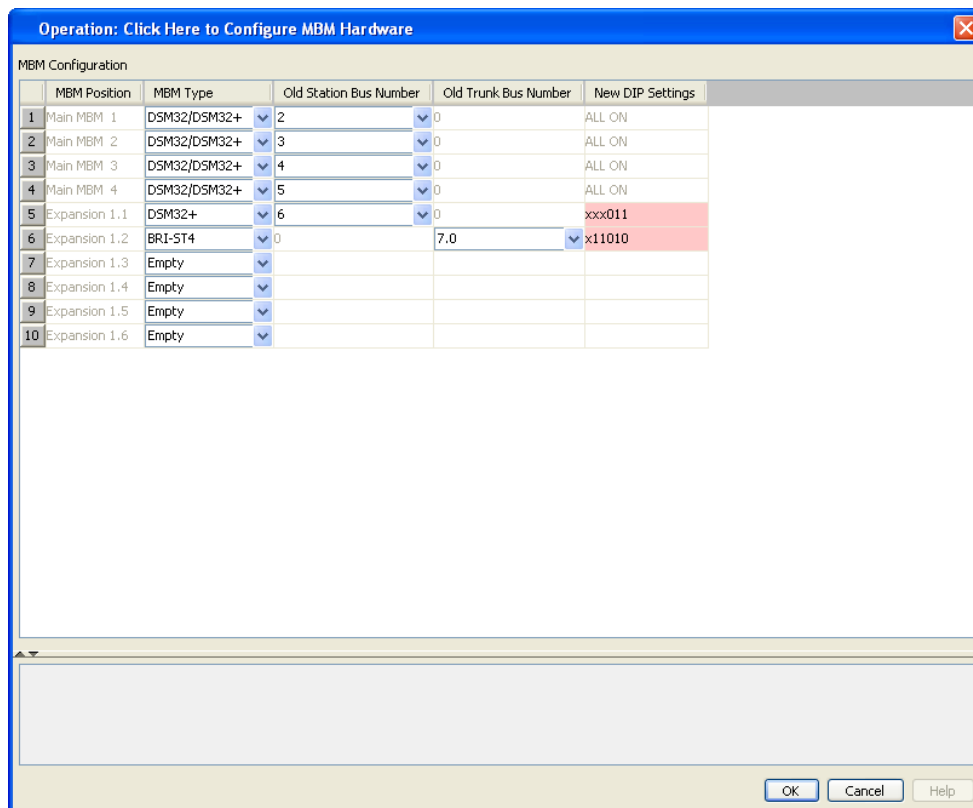 Operation: Click Here to Configure MBM Hardware
MBM Configuration
MBM Position MBM Type Old Station Bus Number Old Trunk Bus Number New DIP Settings
1 Main MBM 1 DSM32/DSM32+ 2 0 ALL ON
2 Main MBM 2 DSM32/DSM32+ 3 0 ALL ON
3 Main MBM 3 DSM32/DSM32+ 4 0 ALL ON
4 Main MBM 4 DSM32/DSM32+ 5 0 ALL ON
5 Expansion 1.1 DSM32+ 6 0 xxx011
6 Expansion 1.2 BRI-ST4 0 7.0 x11010
7 Expansion 1.3 Empty
8 Expansion 1.4 Empty
9 Expansion 1.5 Empty
10 Expansion 1.6 Empty
OK Cancel Help